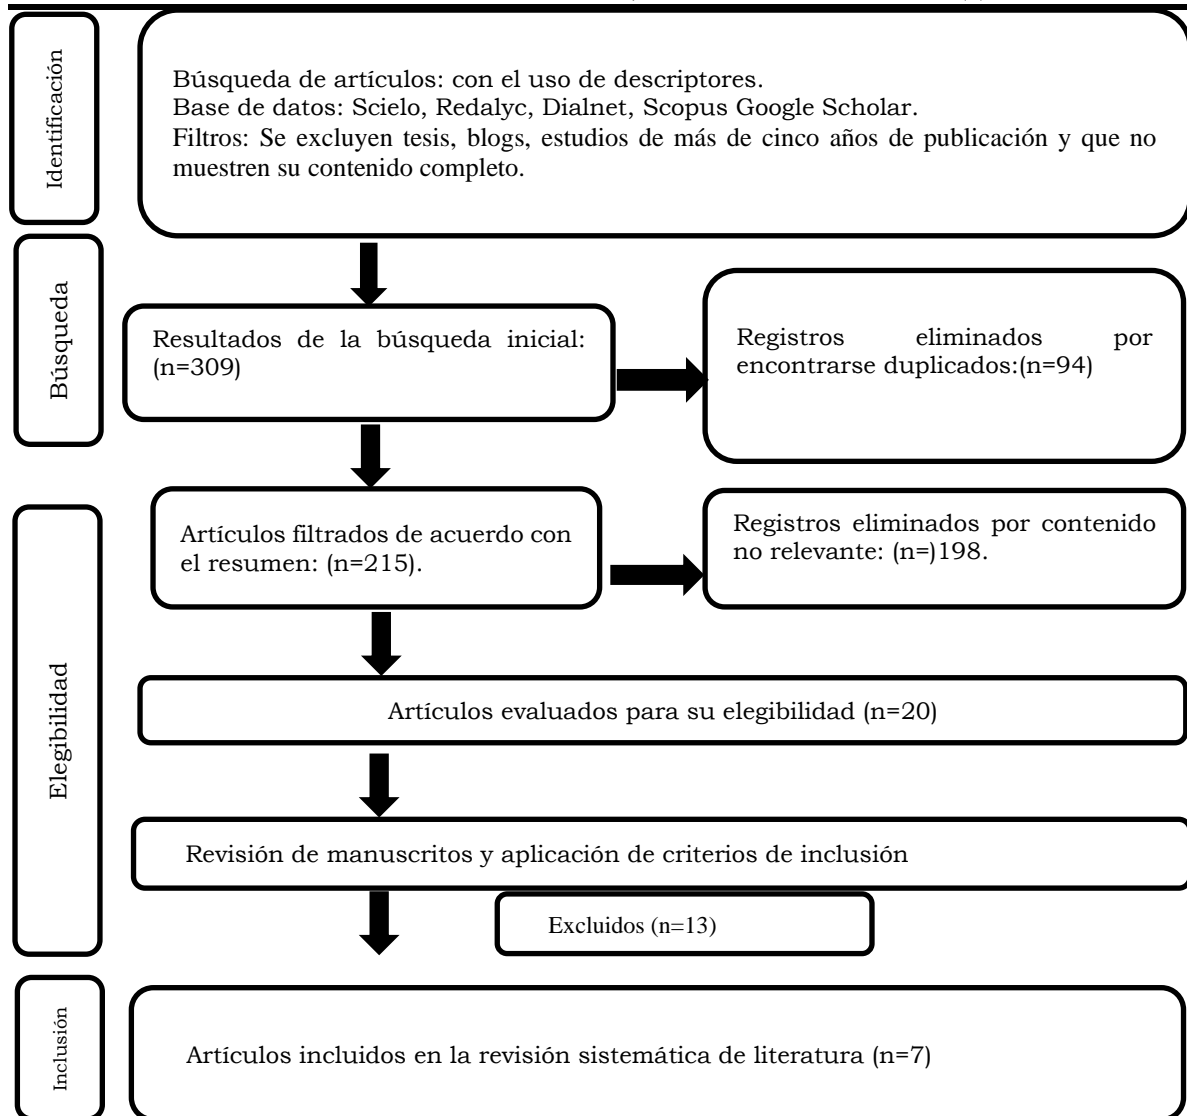 Identificación
Búsqueda de artículos: con el uso de descriptores.
Base de datos: Scielo, Redalyc, Dialnet, Scopus Google Scholar.
Filtros: Se excluyen tesis, blogs, estudios de más de cinco años de publicación y que no
muestren su contenido completo.
Búsqueda
Resultados de la búsqueda inicial:
(n=309)
Registros eliminados por
encontrarse duplicados:(n=94)
Elegibilidad
Artículos filtrados de acuerdo con
el resumen: (n=215).
Registros eliminados por contenido
no relevante: (n=)198.
Artículos evaluados para su elegibilidad (n=20)
Revisión de manuscritos y aplicación de criterios de inclusión
Excluidos (n=13)
Inclusión
Artículos incluidos en la revisión sistemática de literatura (n=7)